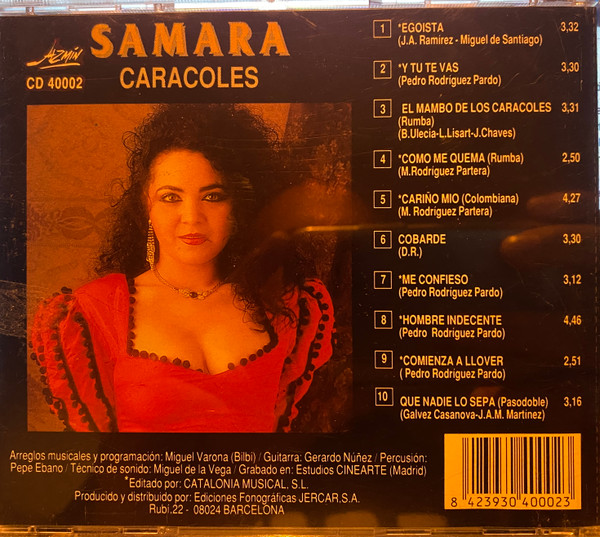 Azmin
SAMARA
CD 40002
CARACOLES
1 *EGOISTA 3,32
(J.A. Ramírez - Miguel de Santiago)
2 *Y TU TE VAS 3,30
(Pedro Rodríguez Pardo)
3 EL MAMBO DE LOS CARACOLES 3,31
(Rumba)
(B.Ulecia-L.Lisart-J.Chaves)
4 *COMO ME QUEMA (Rumba) 2,50
(M.Rodriguez Partera)
5 *CARIÑO MIO (Colombiana) 4,27
(M. Rodriguez Partera)
6 COBARDE 3,30
(D.R.)
7 *ME CONFIESO 3,12
(Pedro Rodriguez Pardo)
8 *HOMBRE INDECENTE 4,46
(Pedro Rodriguez Pardo)
9 *COMIENZA A LLOVER 2,51
( Pedro Rodriguez Pardo)
10 QUE NADIE LO SEPA (Pasodoble) 3,16
(Galvez Casanova-J.A.M. Martinez)
Arreglos musicales y programación: Miguel Varona (Bilbi) / Guitarra: Gerardo Núñez / Percusión:
Pepe Ebano / Técnico de sonido: Miguel de la Vega / Grabado en: Estudios CINEARTE (Madrid)
*Editado por: CATALONIA MUSICAL, S.L.
Producido y distribuido por: Ediciones Fonográficas JERCAR,S.A.
Rubí.22 - 08024 BARCELONA
8 423930 400023